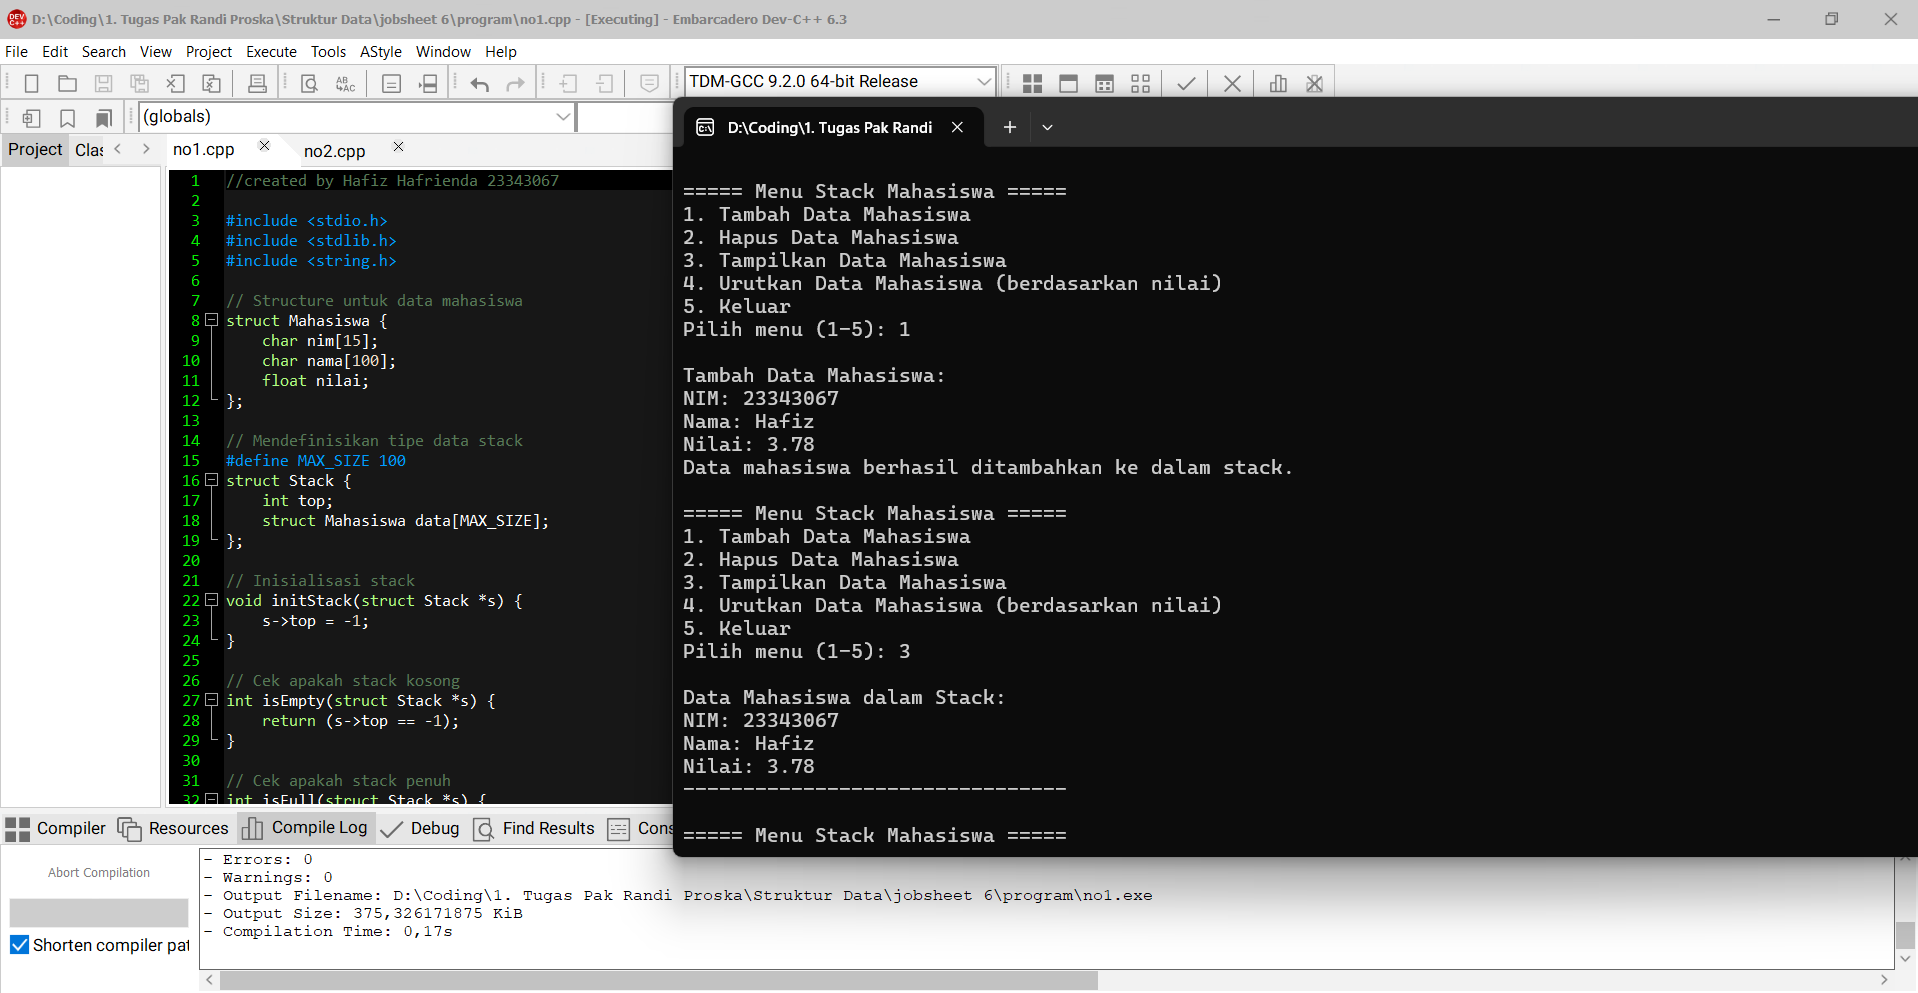 D:\Coding\1. Tugas Pak Randi Proska\Struktur Data\jobsheet 6\program\no1.cpp - [Executing] - Embarcadero Dev-C++ 6.3
File Edit Search View Project Execute Tools AStyle Window Help
TDM-GCC 9.2.0 64-bit Release
(globals)
Project Clas
no1.cpp no2.cpp
1 //created by Hafiz Hafrienda 23343067
2
3 #include <stdio.h>
4 #include <stdlib.h>
5 #include <string.h>
6
7 // Structure untuk data mahasiswa
8 struct Mahasiswa {
9 char nim[15];
10 char nama[100];
11 float nilai;
12 };
13
14 // Mendefinisikan tipe data stack
15 #define MAX_SIZE 100
16 struct Stack {
17 int top;
18 struct Mahasiswa data[MAX_SIZE];
19 };
20
21 // Inisialisasi stack
22 void initStack(struct Stack *s) {
23 s->top = -1;
24 }
25
26 // Cek apakah stack kosong
27 int isEmpty(struct Stack *s) {
28 return (s->top == -1);
29 }
30
31 // Cek apakah stack penuh
32 int isFull(struct Stack *s) {
D:\Coding\1. Tugas Pak Randi
===== Menu Stack Mahasiswa =====
1. Tambah Data Mahasiswa
2. Hapus Data Mahasiswa
3. Tampilkan Data Mahasiswa
4. Urutkan Data Mahasiswa (berdasarkan nilai)
5. Keluar
Pilih menu (1-5): 1
Tambah Data Mahasiswa:
NIM: 23343067
Nama: Hafiz
Nilai: 3.78
Data mahasiswa berhasil ditambahkan ke dalam stack.
===== Menu Stack Mahasiswa =====
1. Tambah Data Mahasiswa
2. Hapus Data Mahasiswa
3. Tampilkan Data Mahasiswa
4. Urutkan Data Mahasiswa (berdasarkan nilai)
5. Keluar
Pilih menu (1-5): 3
Data Mahasiswa dalam Stack:
NIM: 23343067
Nama: Hafiz
Nilai: 3.78
--------------------------------
===== Menu Stack Mahasiswa =====
Compiler Resources Compile Log Debug Find Results Cons
Abort Compilation
Shorten compiler pat
- Errors: 0
- Warnings: 0
- Output Filename: D:\Coding\1. Tugas Pak Randi Proska\Struktur Data\jobsheet 6\program\no1.exe
- Output Size: 375,326171875 KiB
- Compilation Time: 0,17s